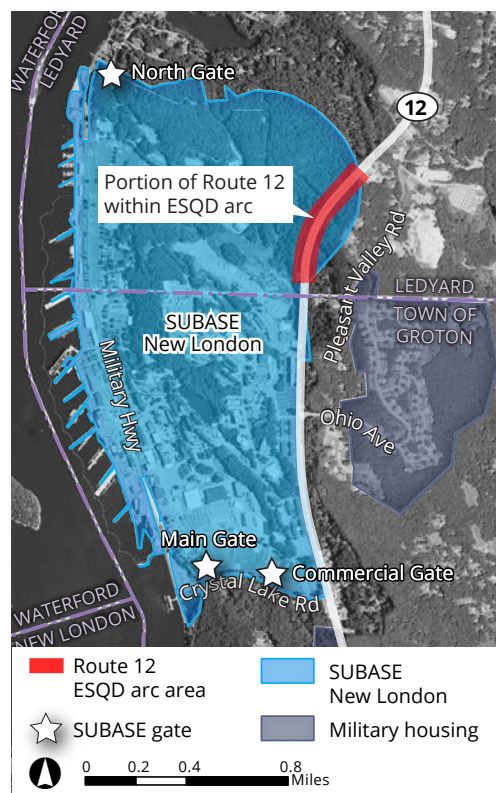 WATERFORD
LEDYARD
North Gate
12
Portion of Route 12
within ESQD arc
Pleasant Valley Rd
LEDYARD
TOWN OF
GROTON
SUBASE
New London
Military Hwy
Ohio Ave
Main Gate
Commercial Gate
Crystal Lake Rd
WATERFORD
NEW LONDON
Route 12
ESQD arc area
SUBASE
New London
SUBASE gate
Military housing
0 0.2 0.4 0.8
Miles